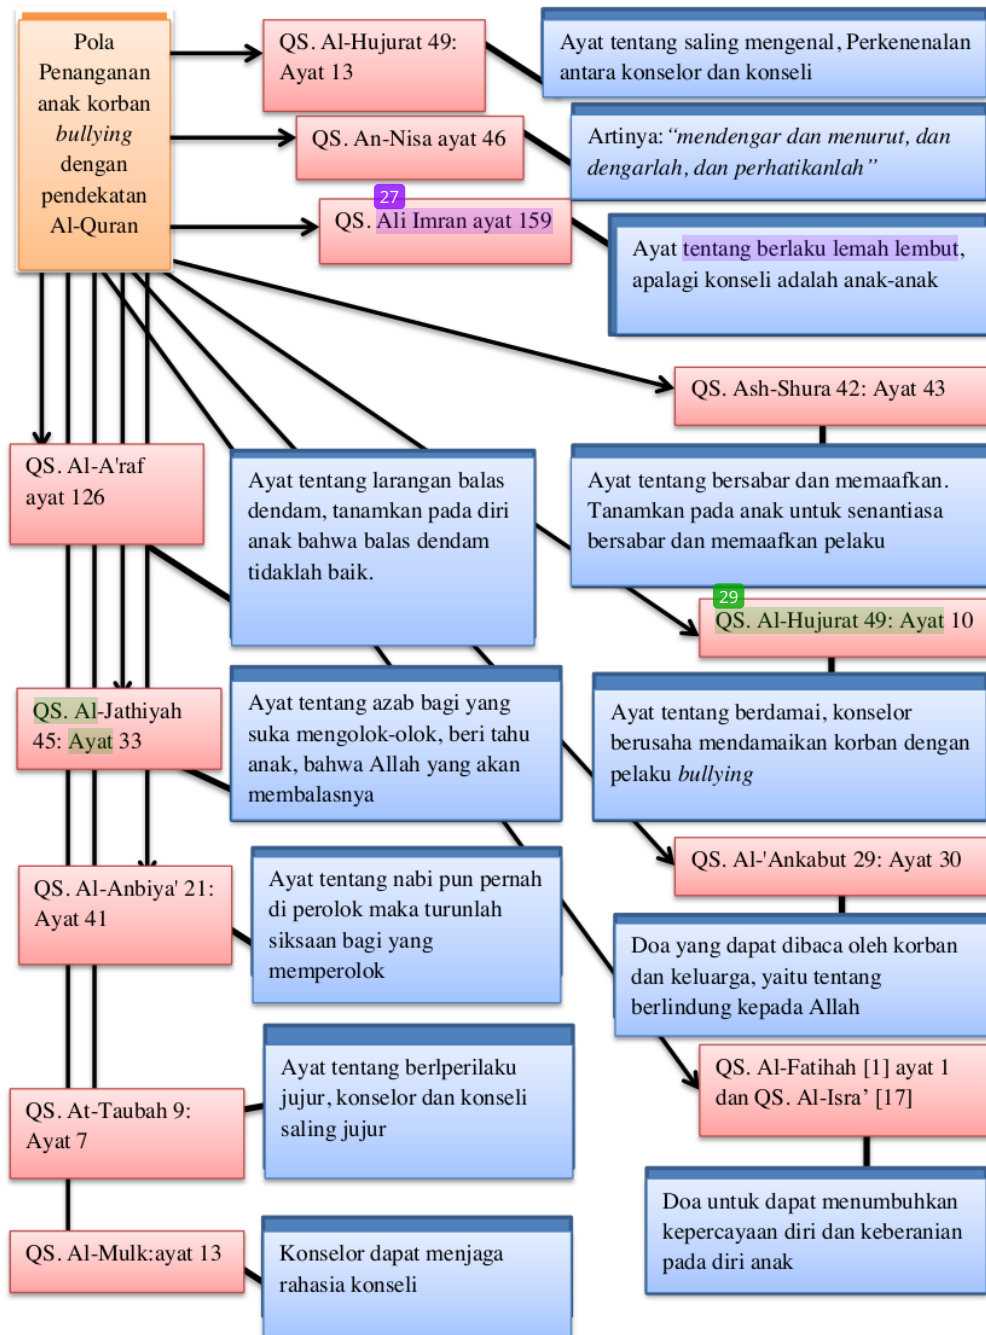 Pola
Penanganan
anak korban
bullying
dengan
pendekatan
Al-Quran
QS. Al-Hujurat 49:
Ayat 13
Ayat tentang saling mengenal, Perkenenalan
antara konselor dan konseli
QS. An-Nisa ayat 46
Artinya: “mendengar dan menurut, dan
dengarlah, dan perhatikanlah”
27
QS. Ali Imran ayat 159
Ayat tentang berlaku lemah lembut,
apalagi konseli adalah anak-anak
QS. Ash-Shura 42: Ayat 43
Ayat tentang bersabar dan memaafkan.
Tanamkan pada anak untuk senantiasa
bersabar dan memaafkan pelaku
QS. Al-A'raf
ayat 126
Ayat tentang larangan balas
dendam, tanamkan pada diri
anak bahwa balas dendam
tidaklah baik.
29
QS. Al-Hujurat 49: Ayat 10
Ayat tentang berdamai, konselor
berusaha mendamaikan korban dengan
pelaku bullying
QS. Al-Jathiyah
45: Ayat 33
Ayat tentang azab bagi yang
suka mengolok-olok, beri tahu
anak, bahwa Allah yang akan
membalasnya
QS. Al-'Ankabut 29: Ayat 30
Doa yang dapat dibaca oleh korban
dan keluarga, yaitu tentang
berlindung kepada Allah
QS. Al-Anbiya' 21:
Ayat 41
Ayat tentang nabi pun pernah
di perolok maka turunlah
siksaan bagi yang
memperolok
QS. Al-Fatihah [1] ayat 1
dan QS. Al-Isra’ [17]
Doa untuk dapat menumbuhkan
kepercayaan diri dan keberanian
pada diri anak
QS. At-Taubah 9:
Ayat 7
Ayat tentang berlperilaku
jujur, konselor dan konseli
saling jujur
QS. Al-Mulk:ayat 13
Konselor dapat menjaga
rahasia konseli